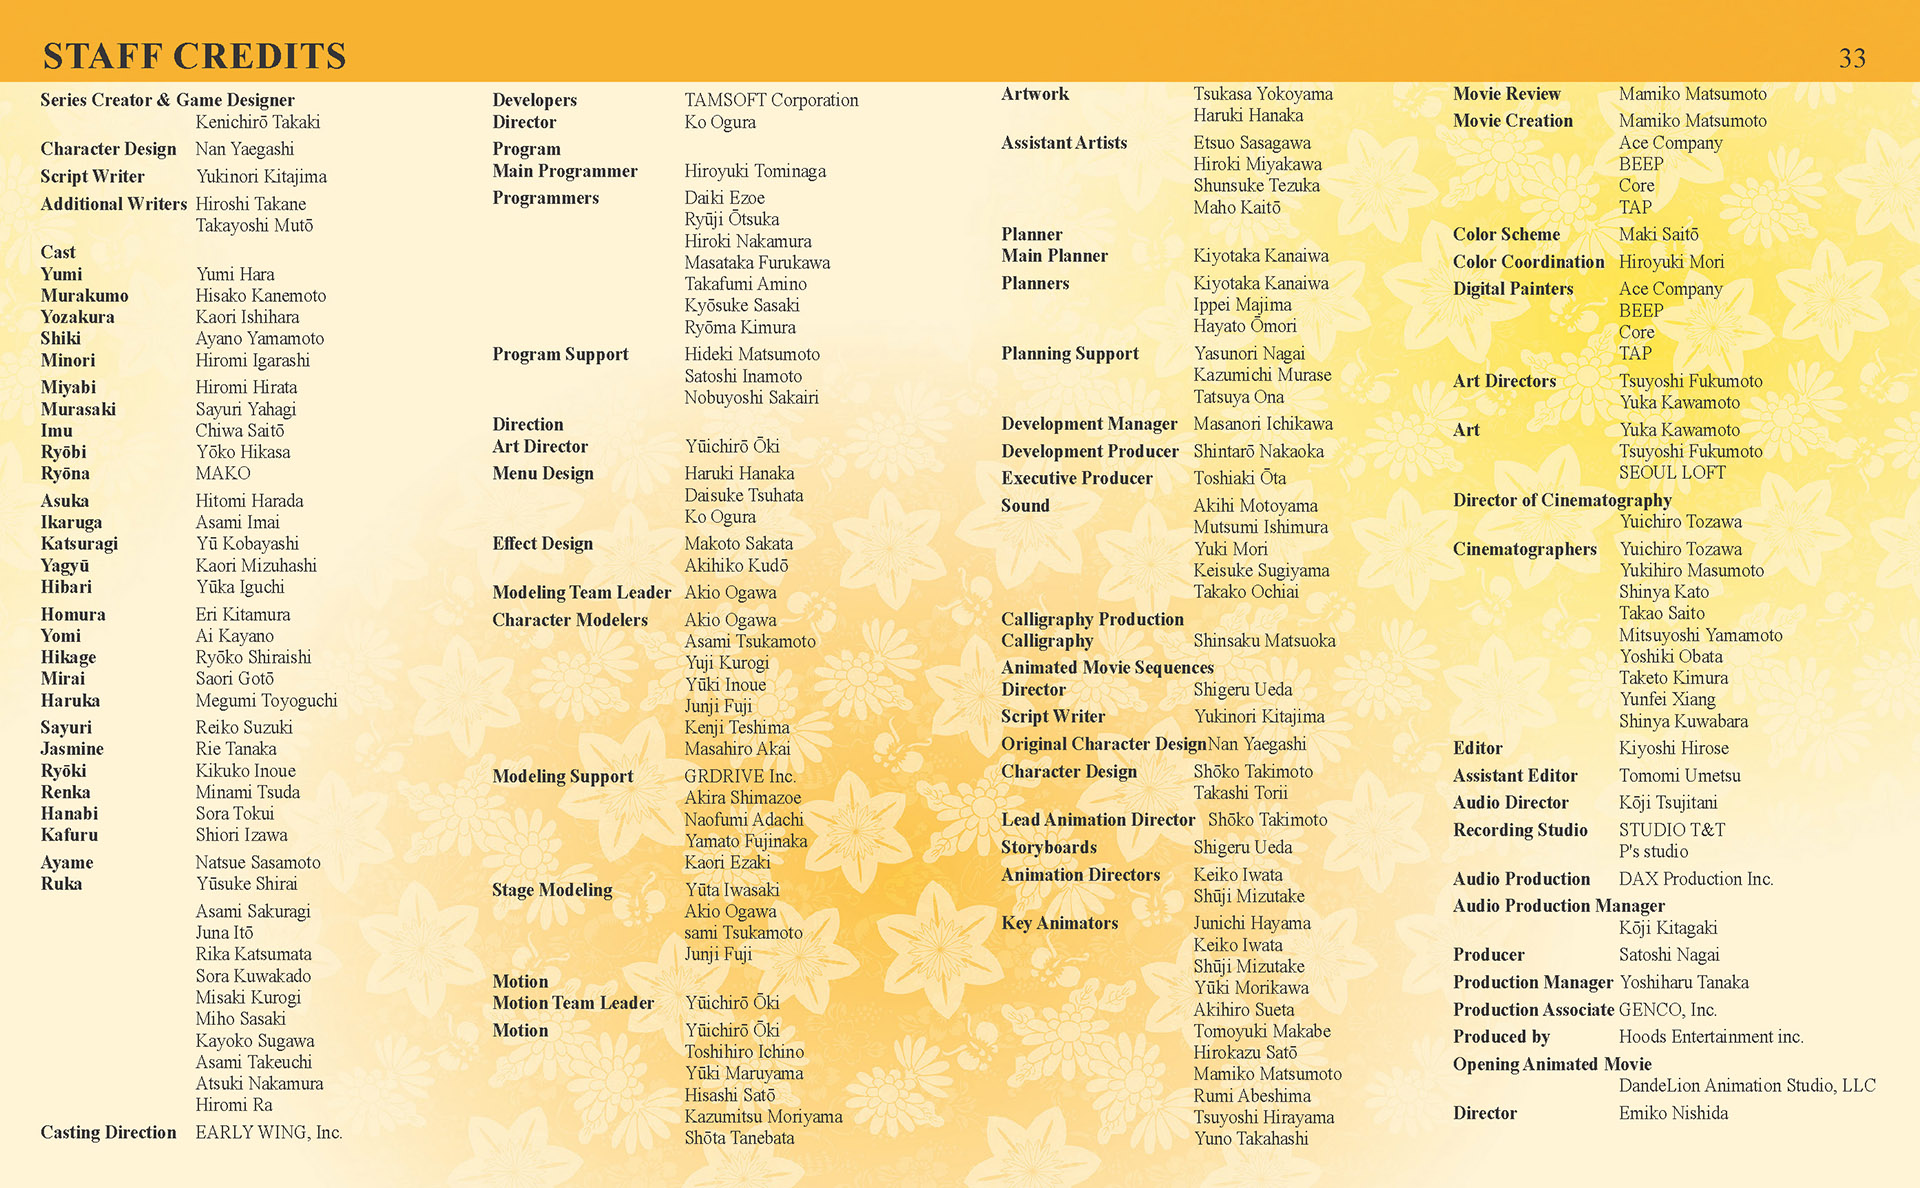 STAFF CREDITS
33
Series Creator & Game Designer
Kenichirō Takaki
Character Design Nan Yaegashi
Script Writer Yukinori Kitajima
Additional Writers Hiroshi Takane
Takayoshi Mutō
Cast
Yumi Yumi Hara
Murakumo Hisako Kanemoto
Yozakura Kaori Ishihara
Shiki Ayano Yamamoto
Minori Hiromi Igarashi
Miyabi Hiromi Hirata
Murasaki Sayuri Yahagi
Imu Chiwa Saitō
Ryōbi Yōko Hikasa
Ryōna MAKO
Asuka Hitomi Harada
Ikaruga Asami Imai
Katsuragi Yū Kobayashi
Yagyū Kaori Mizuhashi
Hibari Yūka Iguchi
Homura Eri Kitamura
Yomi Ai Kayano
Hikage Ryōko Shiraishi
Mirai Saori Gotō
Haruka Megumi Toyoguchi
Sayuri Reiko Suzuki
Jasmine Rie Tanaka
Ryōki Kikuko Inoue
Renka Minami Tsuda
Hanabi Sora Tokui
Kafuru Shiori Izawa
Ayame Natsue Sasamoto
Ruka Yūsuke Shirai
Asami Sakuragi
Juna Itō
Rika Katsumata
Sora Kuwakado
Misaki Kurogi
Miho Sasaki
Kayoko Sugawa
Asami Takeuchi
Atsuki Nakamura
Hiromi Ra
Casting Direction EARLY WING, Inc.
Developers TAMSOFT Corporation
Director Ko Ogura
Program
Main Programmer Hiroyuki Tominaga
Programmers Daiki Ezoe
Ryūji Ōtsuka
Hiroki Nakamura
Masataka Furukawa
Takafumi Amino
Kyōsuke Sasaki
Ryōma Kimura
Program Support Hideki Matsumoto
Satoshi Inamoto
Nobuyoshi Sakairi
Direction
Art Director Yūichirō Ōki
Menu Design Haruki Hanaka
Daisuke Tsuhata
Ko Ogura
Effect Design Makoto Sakata
Akihiko Kudō
Modeling Team Leader Akio Ogawa
Character Modelers Akio Ogawa
Asami Tsukamoto
Yuji Kurogi
Yūki Inoue
Junji Fuji
Kenji Teshima
Masahiro Akai
Modeling Support GRDRIVE Inc.
Akira Shimazoe
Naofumi Adachi
Yamato Fujinaka
Kaori Ezaki
Stage Modeling Yūta Iwasaki
Akio Ogawa
sami Tsukamoto
Junji Fuji
Motion
Motion Team Leader Yūichirō Ōki
Motion Yūichirō Ōki
Toshihiro Ichino
Yūki Maruyama
Hisashi Satō
Kazumitsu Moriyama
Shōta Tanebata
Artwork Tsukasa Yokoyama
Haruki Hanaka
Assistant Artists Etsuo Sasagawa
Hiroki Miyakawa
Shunsuke Tezuka
Maho Kaitō
Planner
Main Planner Kiyotaka Kanaiwa
Planners Kiyotaka Kanaiwa
Ippei Majima
Hayato Ōmori
Planning Support Yasunori Nagai
Kazumichi Murase
Tatsuya Ona
Development Manager Masanori Ichikawa
Development Producer Shintarō Nakaoka
Executive Producer Toshiaki Ōta
Sound Akihi Motoyama
Mutsumi Ishimura
Yuki Mori
Keisuke Sugiyama
Takako Ochiai
Calligraphy Production
Calligraphy Shinsaku Matsuoka
Animated Movie Sequences
Director Shigeru Ueda
Script Writer Yukinori Kitajima
Original Character Design Nan Yaegashi
Character Design Shōko Takimoto
Takashi Torii
Lead Animation Director Shōko Takimoto
Storyboards Shigeru Ueda
Animation Directors Keiko Iwata
Shūji Mizutake
Key Animators Junichi Hayama
Keiko Iwata
Shūji Mizutake
Yūki Morikawa
Akihiro Sueta
Tomoyuki Makabe
Hirokazu Satō
Mamiko Matsumoto
Rumi Abeshima
Tsuyoshi Hirayama
Yuno Takahashi
Movie Review Mamiko Matsumoto
Movie Creation Mamiko Matsumoto
Ace Company
BEEP
Core
TAP
Color Scheme Maki Saitō
Color Coordination Hiroyuki Mori
Digital Painters Ace Company
BEEP
Core
TAP
Art Directors Tsuyoshi Fukumoto
Yuka Kawamoto
Art Yuka Kawamoto
Tsuyoshi Fukumoto
SEOUL LOFT
Director of Cinematography
Yuichiro Tozawa
Cinematographers Yuichiro Tozawa
Yukihiro Masumoto
Shinya Kato
Takao Saito
Mitsuyoshi Yamamoto
Yoshiki Obata
Taketo Kimura
Yunfei Xiang
Shinya Kuwabara
Editor Kiyoshi Hirose
Assistant Editor Tomomi Umetsu
Audio Director Kōji Tsujitani
Recording Studio STUDIO T&T
P's studio
Audio Production DAX Production Inc.
Audio Production Manager
Kōji Kitagaki
Producer Satoshi Nagai
Production Manager Yoshiharu Tanaka
Production Associate GENCO, Inc.
Produced by Hoods Entertainment inc.
Opening Animated Movie
DandeLion Animation Studio, LLC
Director Emiko Nishida